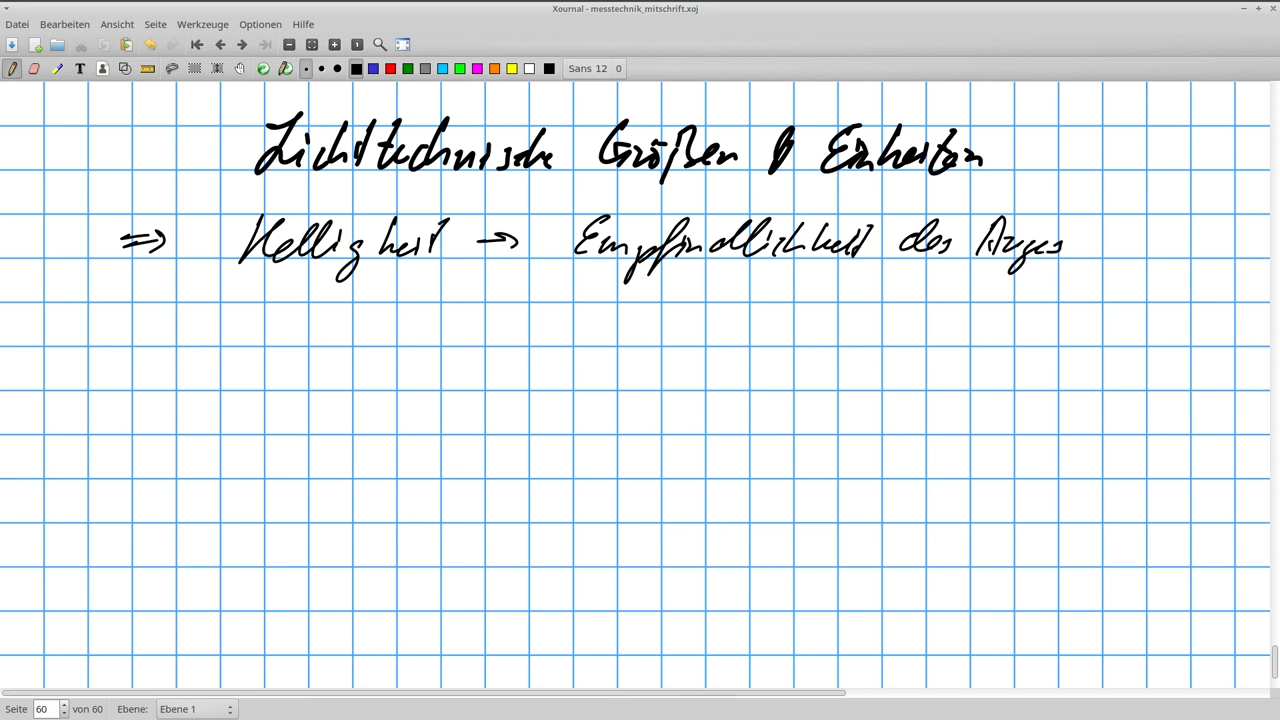 Xournal - messtechnik_mitschrift.xoj
Datei Bearbeiten Ansicht Seite Werkzeuge Optionen Hilfe
Sans 12 0
Lichttechnische Größen & Einheiten
⇒ Helligkeit → Empfindlichkeit des Auges
Seite 60 von 60 Ebene: Ebene 1